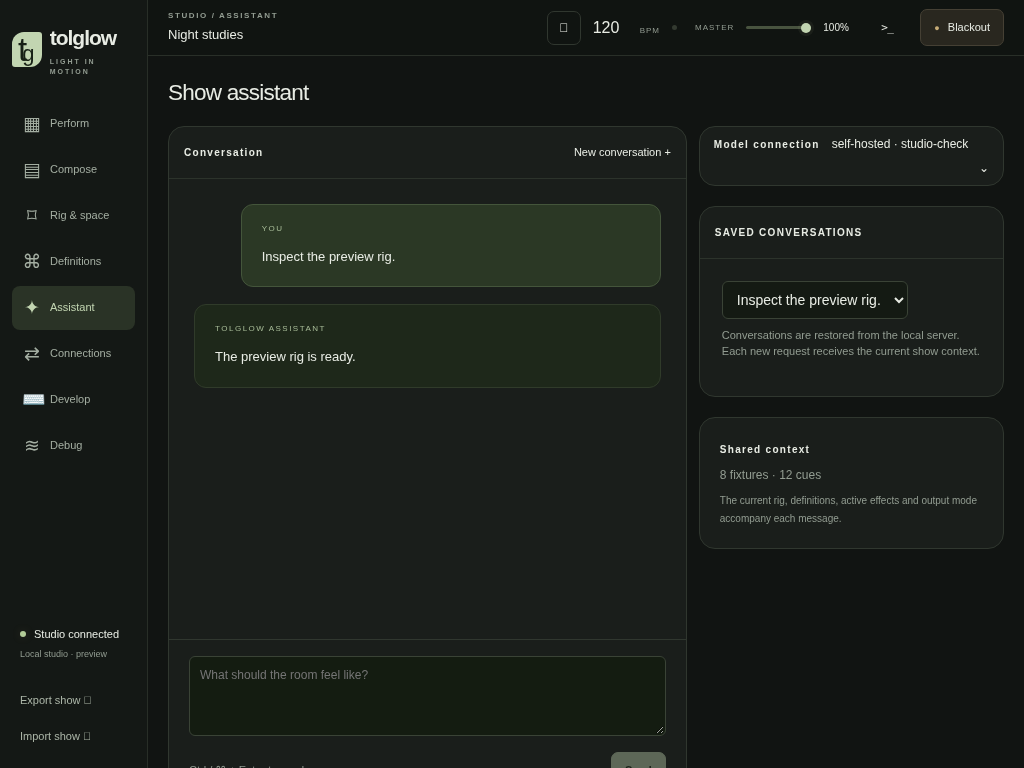 tg
tolglow
LIGHT IN
MOTION
Perform
Compose
Rig & space
Definitions
Assistant
Connections
Develop
Debug
Studio connected
Local studio · preview
Export show
Import show
STUDIO / ASSISTANT
Night studies
120
BPM
MASTER
100%
>_
Blackout
Show assistant
Conversation
New conversation +
YOU
Inspect the preview rig.
TOLGLOW ASSISTANT
The preview rig is ready.
What should the room feel like?
Model connection self-hosted · studio-check
SAVED CONVERSATIONS
Inspect the preview rig.
Conversations are restored from the local server.
Each new request receives the current show context.
Shared context
8 fixtures · 12 cues
The current rig, definitions, active effects and output mode
accompany each message.